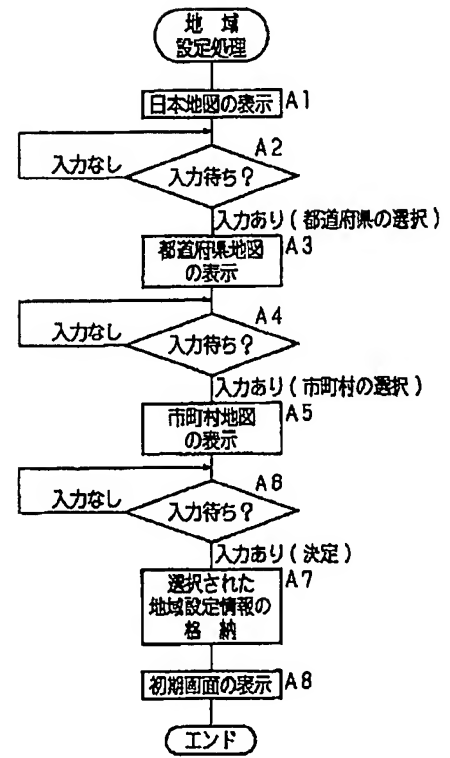 地 域
設定処理
日本地図の表示 A1
A2
入力なし 入力待ち?
入力あり(都道府県の選択)
都道府県地図 A3
の表示
A4
入力なし 入力待ち?
入力あり(市町村の選択)
市町村地図 A5
の表示
A8
入力なし 入力待ち?
入力あり(決定)
選択された A7
地域設定情報の
格 納
初期画面の表示 A8
エンド